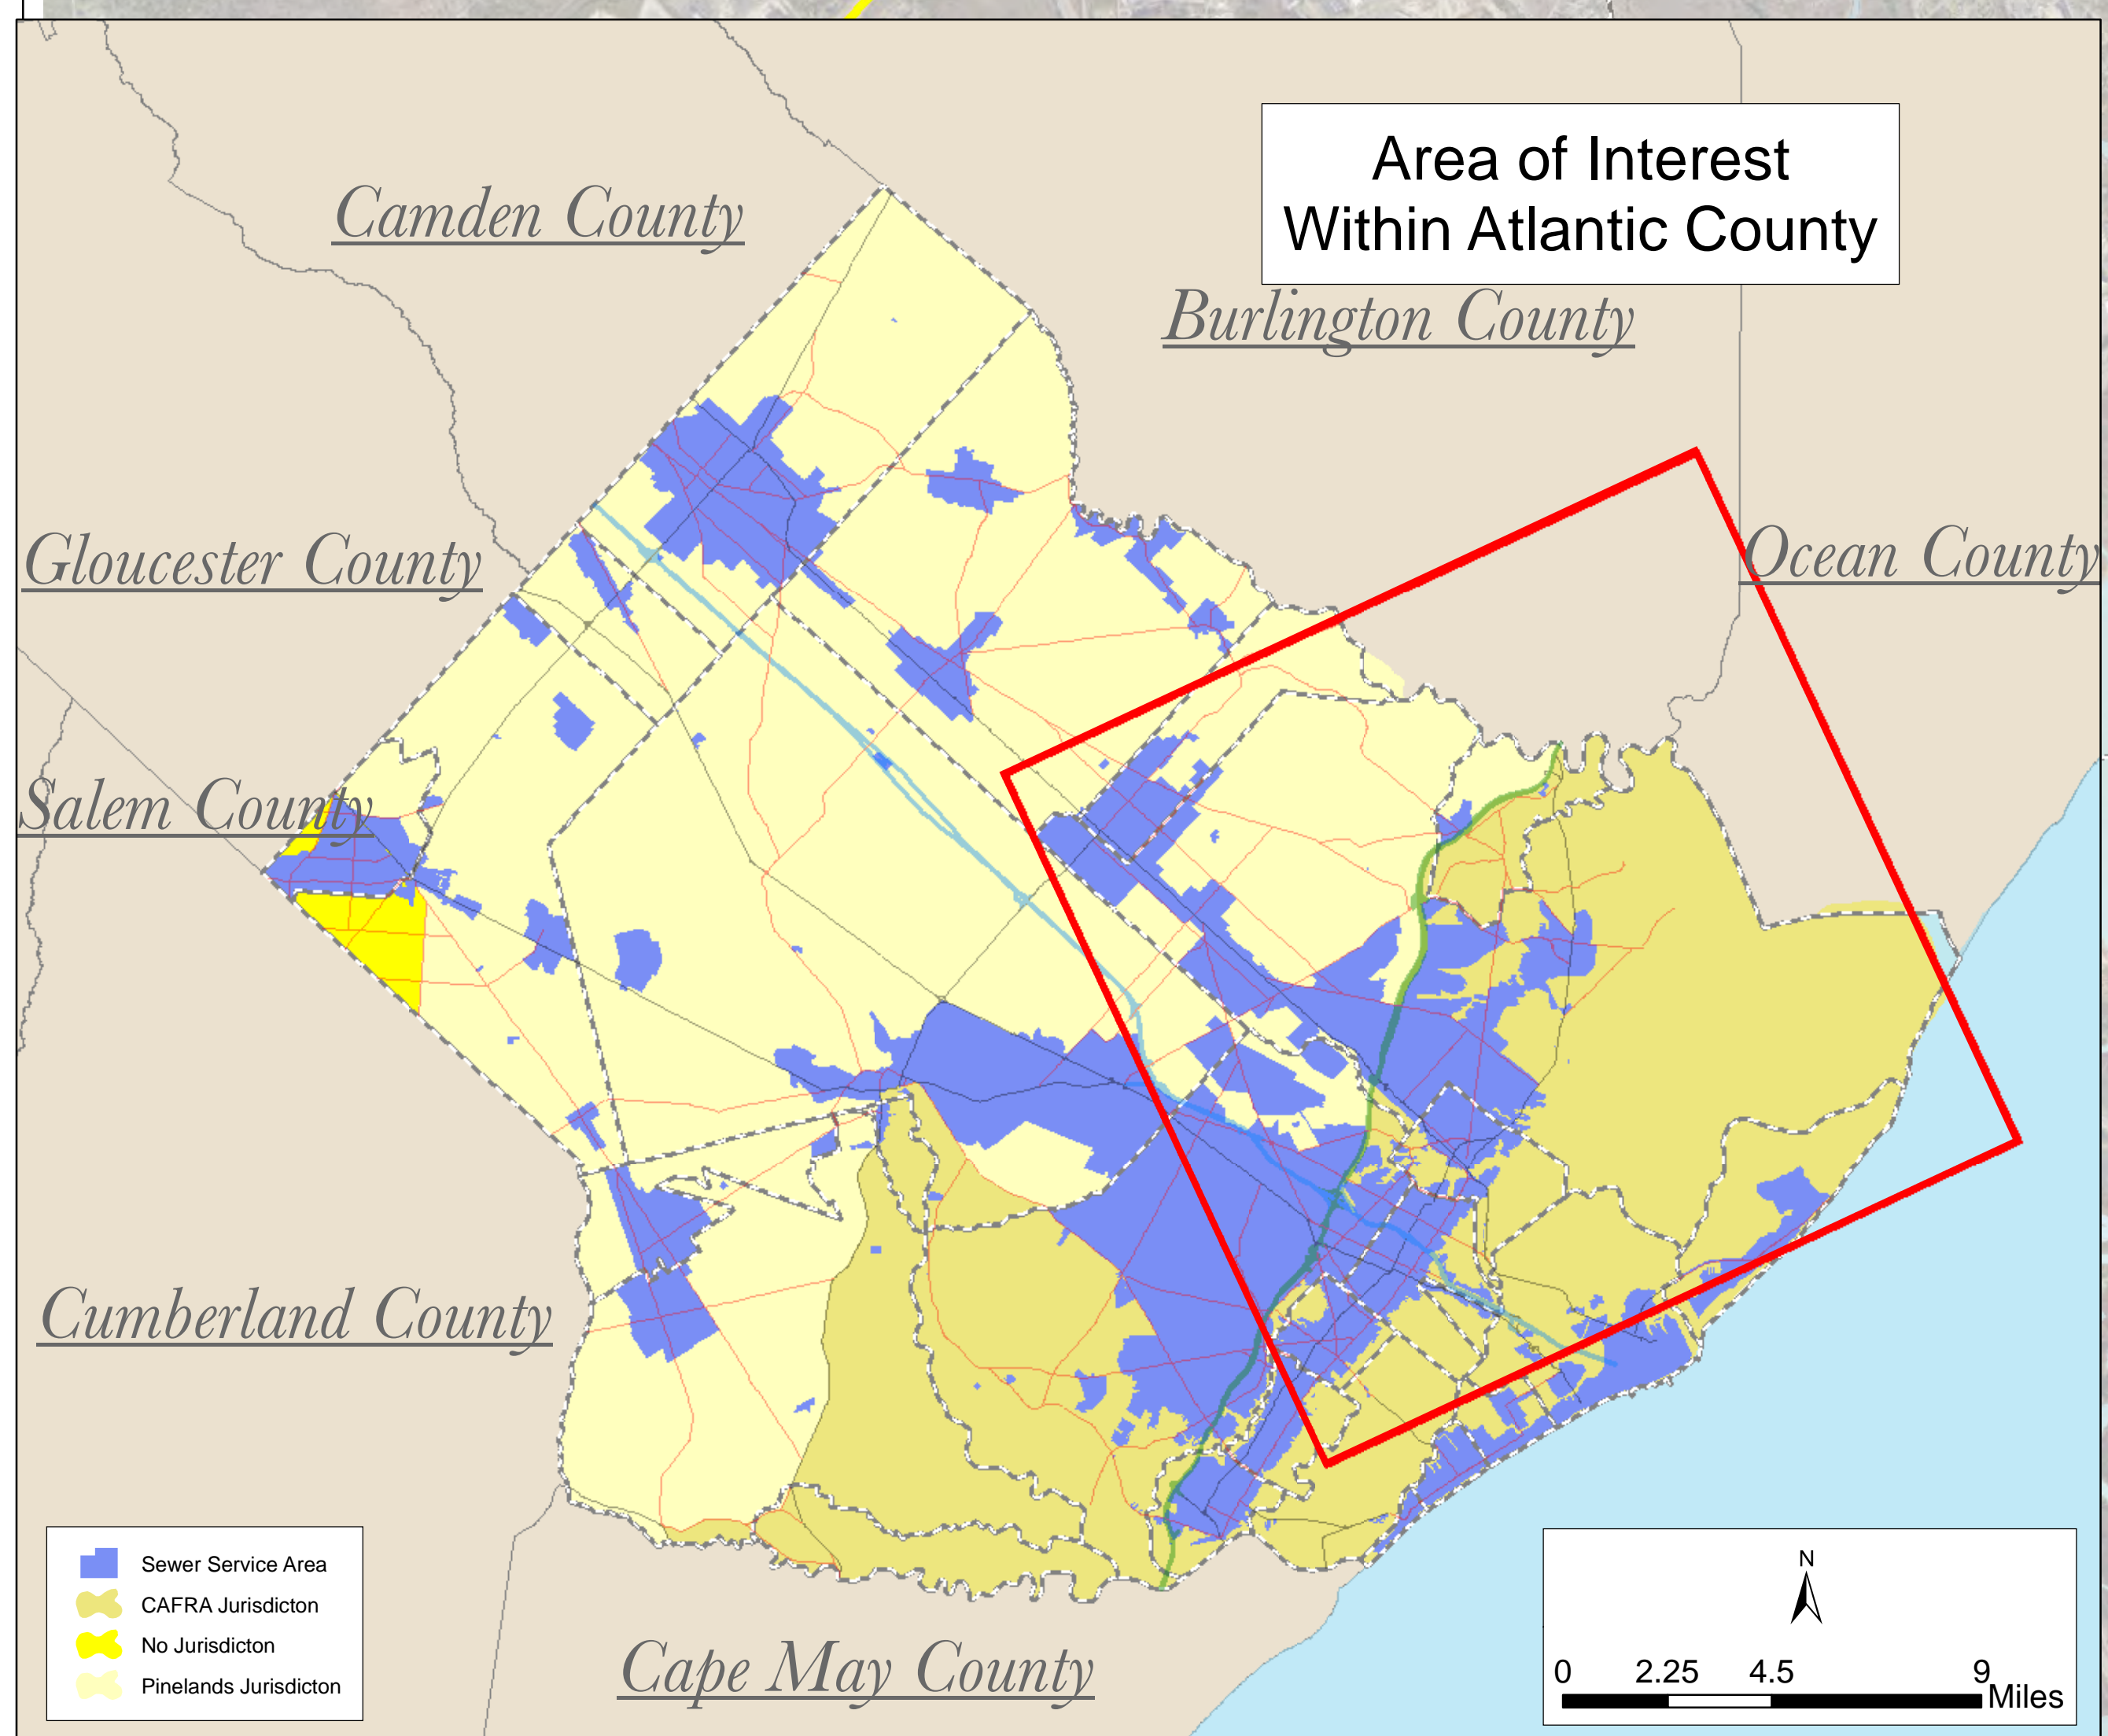 Area of Interest
Within Atlantic County
Camden County
Burlington County
Gloucester County
Ocean County
Salem County
Cumberland County
Cape May County
Sewer Service Area
CAFRA Jurisdicton
No Jurisdicton
Pinelands Jurisdicton
N
0 2.25 4.5 9
Miles